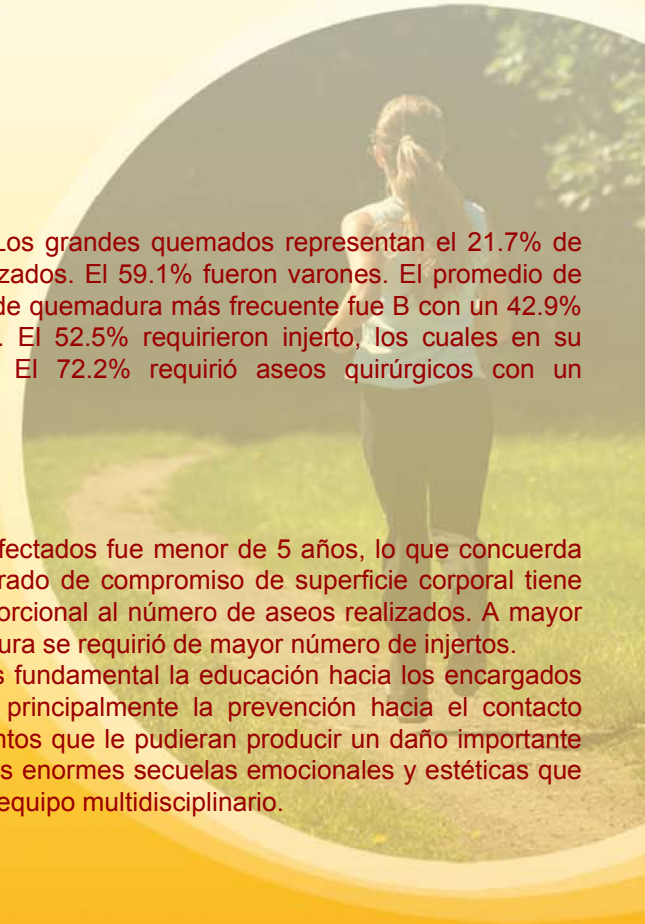 Los grandes quemados representan el 21.7% de
zados. El 59.1% fueron varones. El promedio de
de quemadura más frecuente fue B con un 42.9%
. El 52.5% requirieron injerto, los cuales en su
El 72.2% requirió aseos quirúrgicos con un
fectados fue menor de 5 años, lo que concuerda
rado de compromiso de superficie corporal tiene
orcional al número de aseos realizados. A mayor
ura se requirió de mayor número de injertos.
s fundamental la educación hacia los encargados
principalmente la prevención hacia el contacto
ntos que le pudieran producir un daño importante
s enormes secuelas emocionales y estéticas que
equipo multidisciplinario.